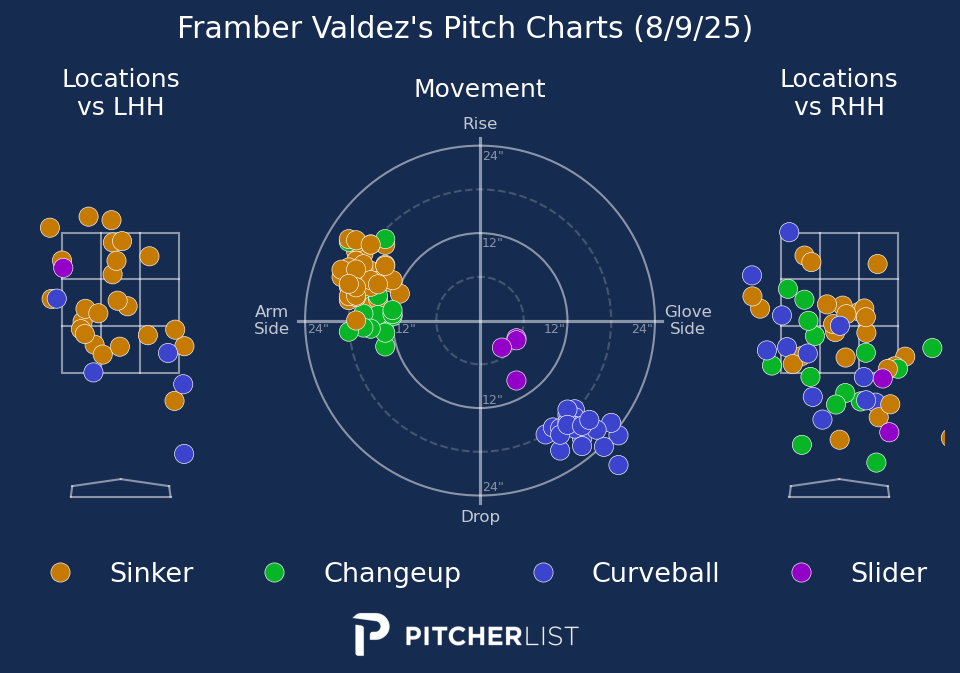 Framber Valdez's Pitch Charts (8/9/25)
Locations
vs LHH
Movement
Locations
vs RHH
Rise
24"
12"
Arm
Side
24"
12"
12"
24"
Glove
Side
12"
24"
Drop
Sinker
Changeup
Curveball
Slider
PITCHERLIST